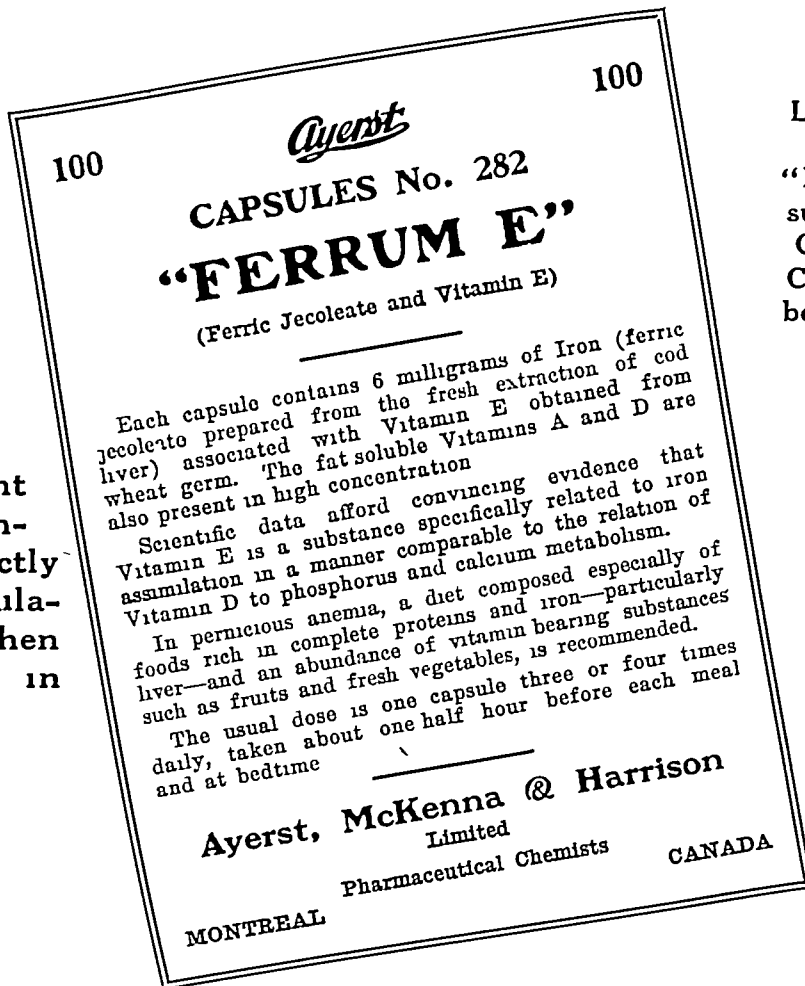 100
100
Ayerst
CAPSULES No. 282
"FERRUM E"
(Ferric Jecoleate and Vitamin E)
Each capsule contains 6 milligrams of Iron (ferric
jecoleate prepared from the fresh extraction of cod
liver) associated with Vitamin E obtained from
wheat germ. The fat soluble Vitamins A and D are
also present in high concentration
Scientific data afford convincing evidence that
Vitamin E is a substance specifically related to iron
assimilation in a manner comparable to the relation of
Vitamin D to phosphorus and calcium metabolism.
In pernicious anemia, a diet composed especially of
foods rich in complete proteins and iron—particularly
liver—and an abundance of vitamin bearing substances
such as fruits and fresh vegetables, is recommended.
The usual dose is one capsule three or four times
daily, taken about one half hour before each meal
and at bedtime
Ayerst, McKenna & Harrison
Limited
Pharmaceutical Chemists
MONTREAL
CANADA
nt
n-
ctly
ula-
hen
in
L
su
C
C
be